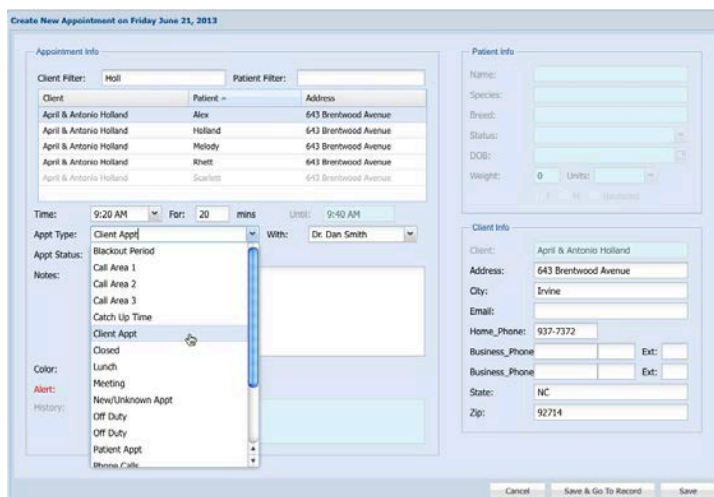 Create New Appointment on Friday June 21, 2013
Appointment Info
Client Filter: Holl Patient Filter:
Client Patient Address
April & Antonio Holland Alex 643 Brentwood Avenue
April & Antonio Holland Holland 643 Brentwood Avenue
April & Antonio Holland Melody 643 Brentwood Avenue
April & Antonio Holland Rhett 643 Brentwood Avenue
April & Antonio Holland Scarlett 643 Brentwood Avenue
Time: 9:20 AM For: 20 mins Until: 9:40 AM
Appt Type: Client Appt With: Dr. Dan Smith
Appt Status:
Notes:
Color:
Alert:
History:
Blackout Period
Call Area 1
Call Area 2
Call Area 3
Catch Up Time
Client Appt
Closed
Lunch
Meeting
New/Unknown Appt
Off Duty
Off Duty
Patient Appt
Phone Calls
Patient Info
Name:
Species:
Breed:
Status:
DOB:
Weight: 0 Units:
F M
Client Info
Client: April & Antonio Holland
Address: 643 Brentwood Avenue
City: Irvine
Email:
Home_Phone: 937-7372
Business_Phone Ext:
Business_Phone Ext:
State: NC
Zip: 92714
Cancel Save & Go To Record Save